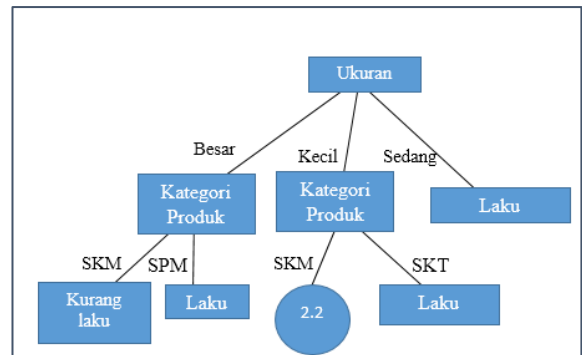 Ukuran
Besar
Kecil
Sedang
Kategori
Produk
Kategori
Produk
Laku
SKM
SPM
SKM
SKT
Kurang
laku
Laku
2.2
Laku